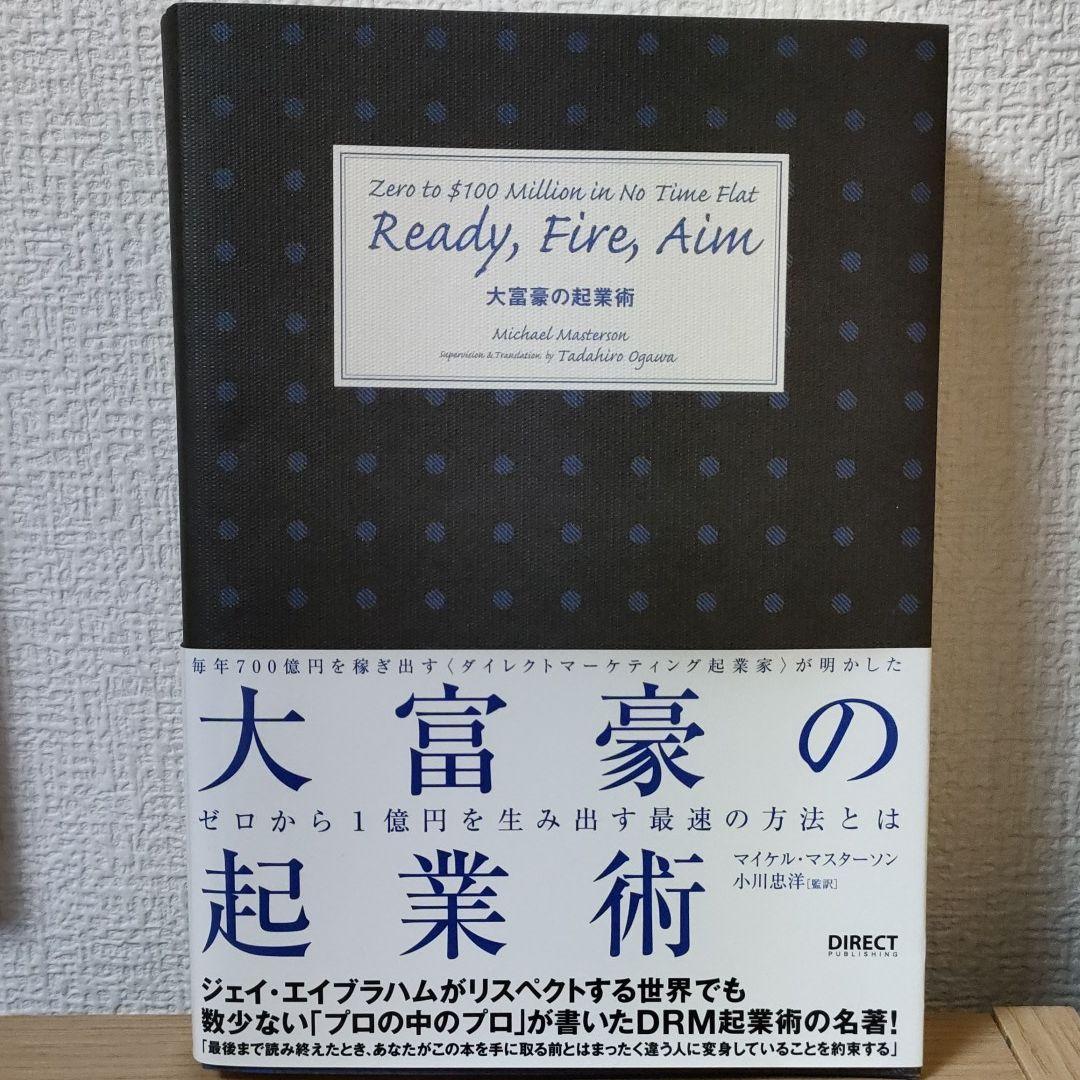 Zero to $100 Million in No Time Flat
Ready, Fire, Aim
大富豪の起業術
Michael Masterson
Supervision & Translation by Tadahiro Ogawa
毎年700億円を稼ぎ出す〈ダイレクトマーケティング起業家〉が明かした
大富豪の
ゼロから1億円を生み出す最速の方法とは
起業術
マイケル・マスターソン
小川忠洋[監訳]
DIRECT
PUBLISHING
ジェイ・エイブラハムがリスペクトする世界でも
数少ない「プロの中のプロ」が書いたDRM起業術の名著!
「最後まで読み終えたとき、あなたがこの本を手に取る前とはまったく違う人に変身していることを約束する」